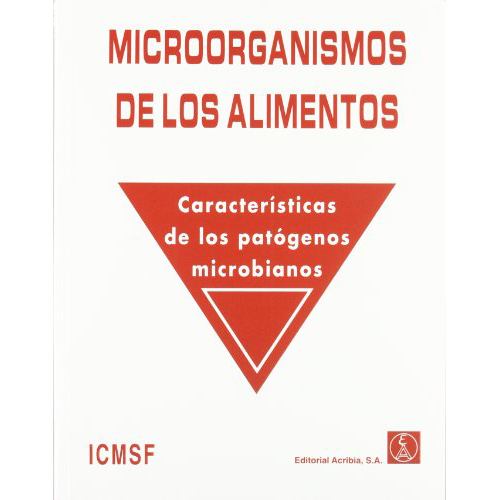 MICROORGANISMOS
DE LOS ALIMENTOS
Características
de los patógenos
microbianos
ICMSF
Editorial Acribia, S.A.